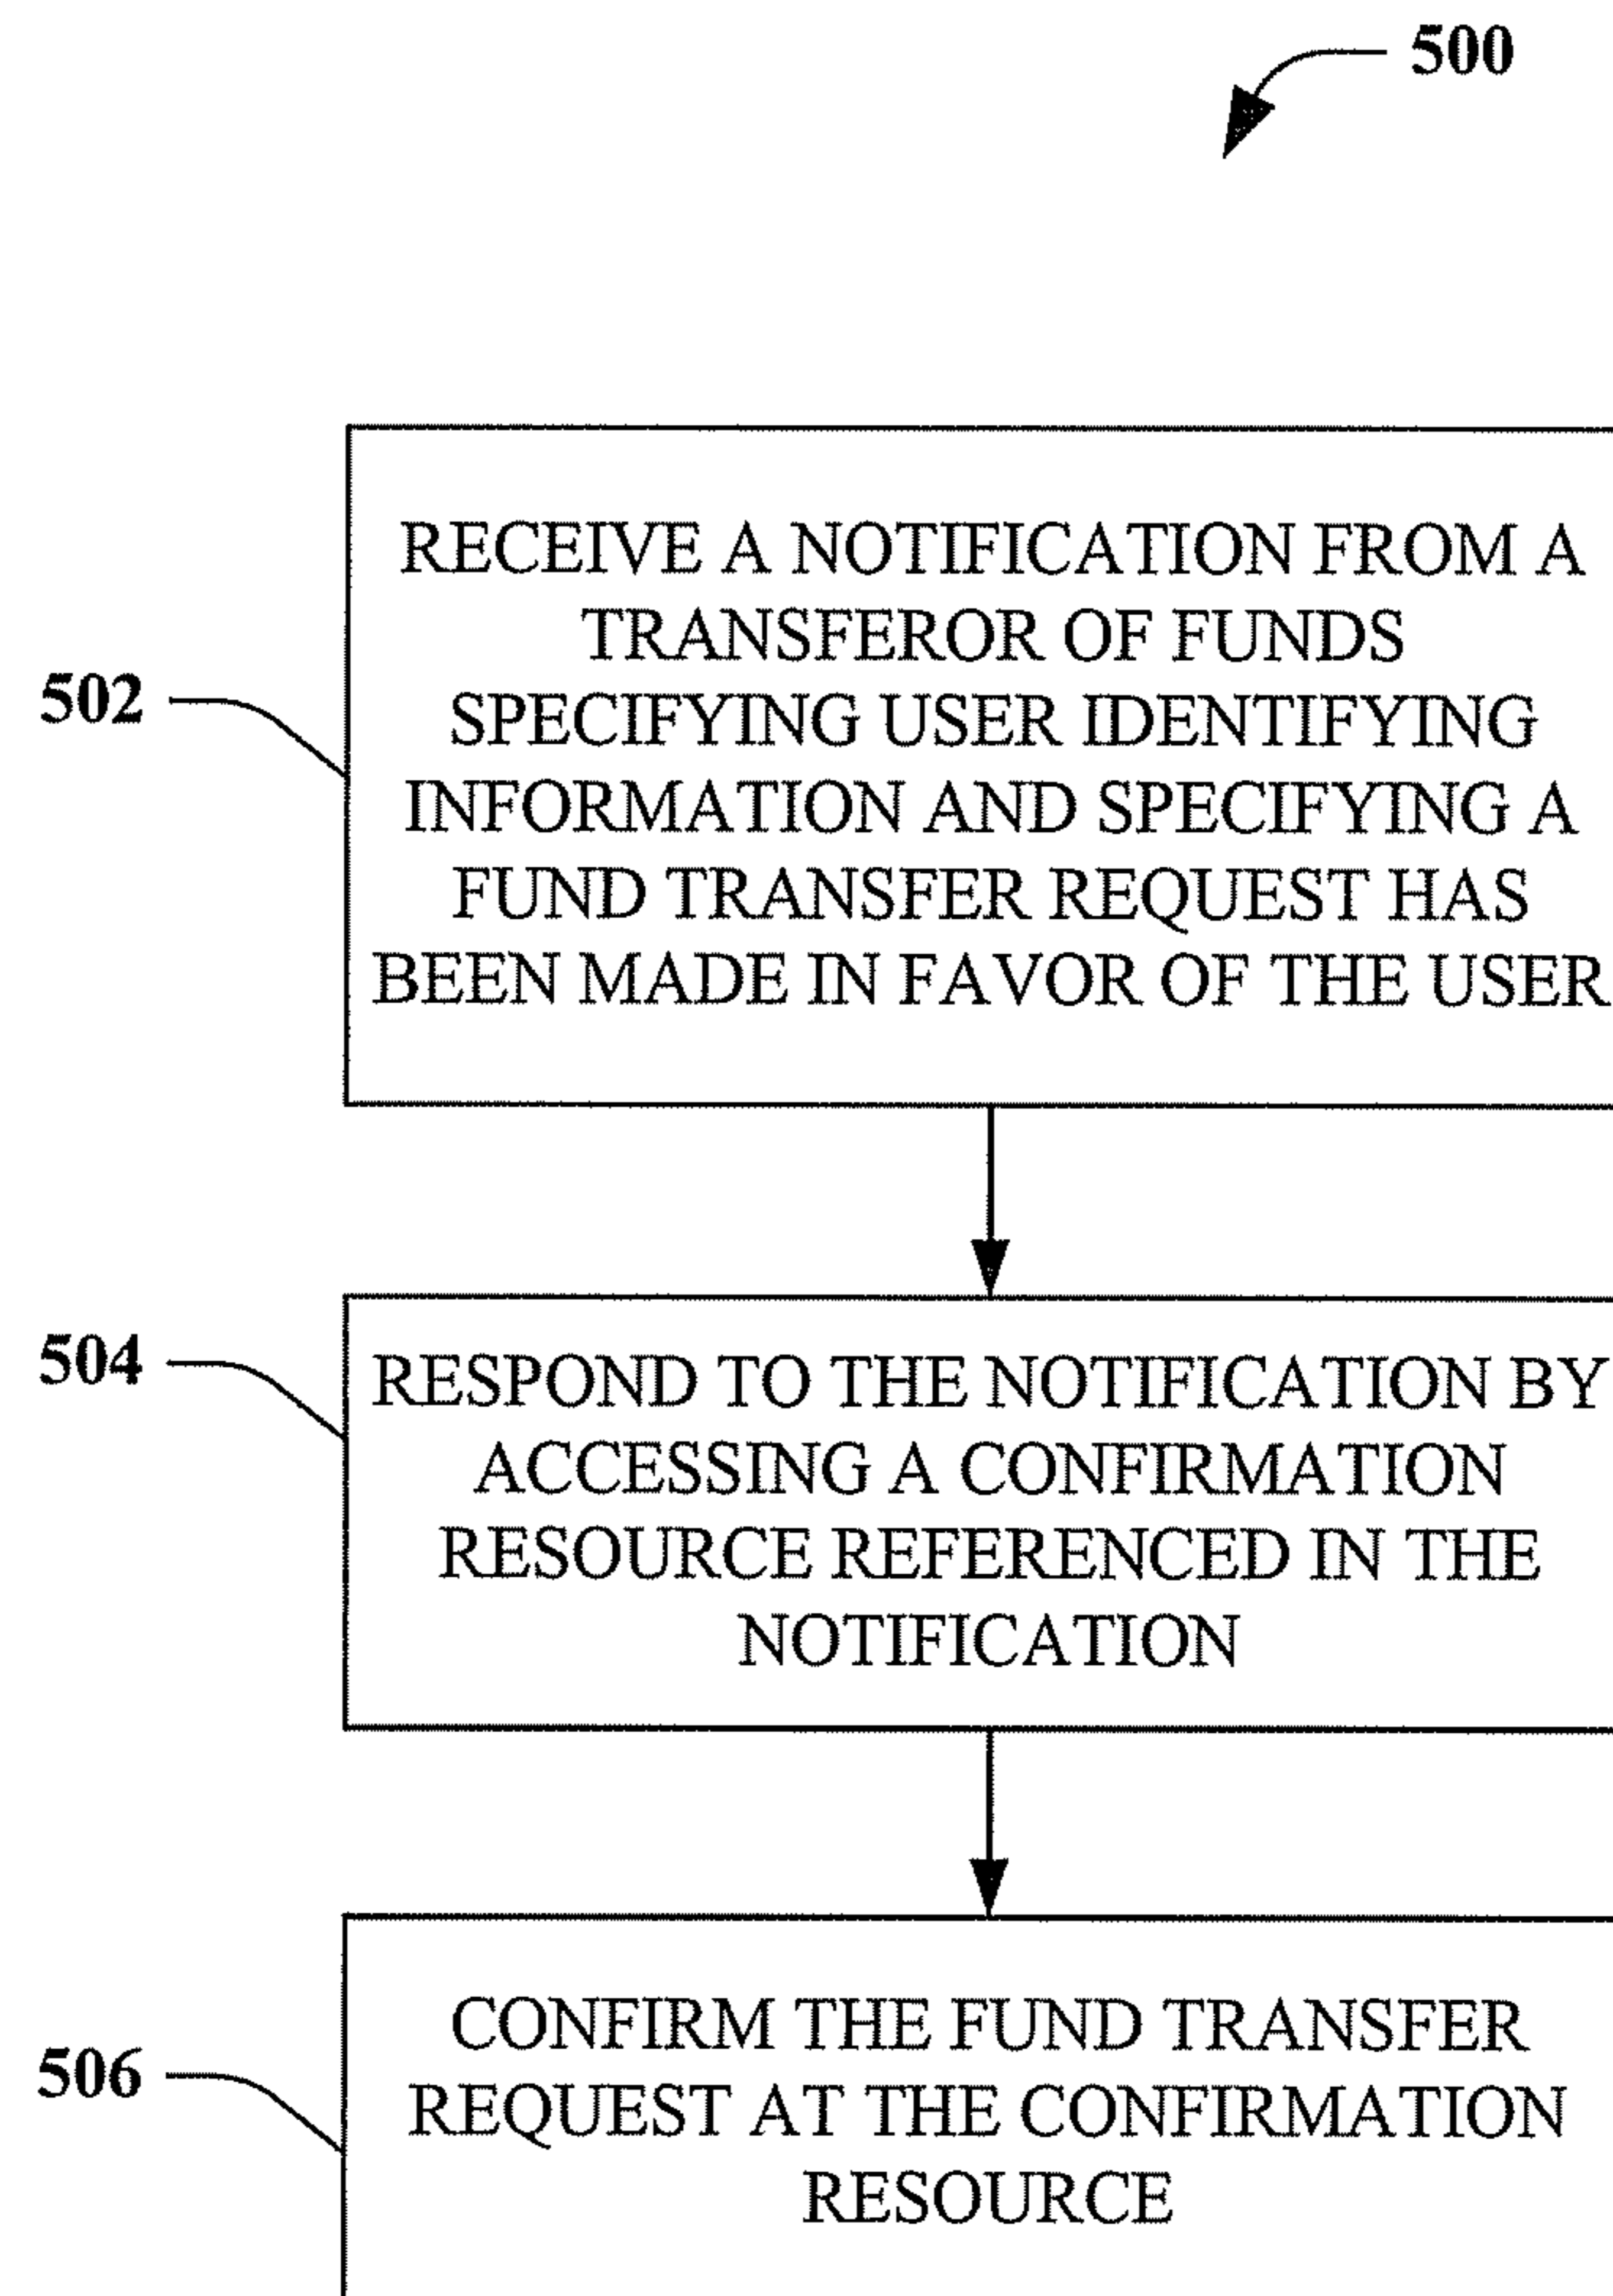 500
502
RECEIVE A NOTIFICATION FROM A
TRANSFEROR OF FUNDS
SPECIFYING USER IDENTIFYING
INFORMATION AND SPECIFYING A
FUND TRANSFER REQUEST HAS
BEEN MADE IN FAVOR OF THE USER
504
RESPOND TO THE NOTIFICATION BY
ACCESSING A CONFIRMATION
RESOURCE REFERENCED IN THE
NOTIFICATION
506
CONFIRM THE FUND TRANSFER
REQUEST AT THE CONFIRMATION
RESOURCE